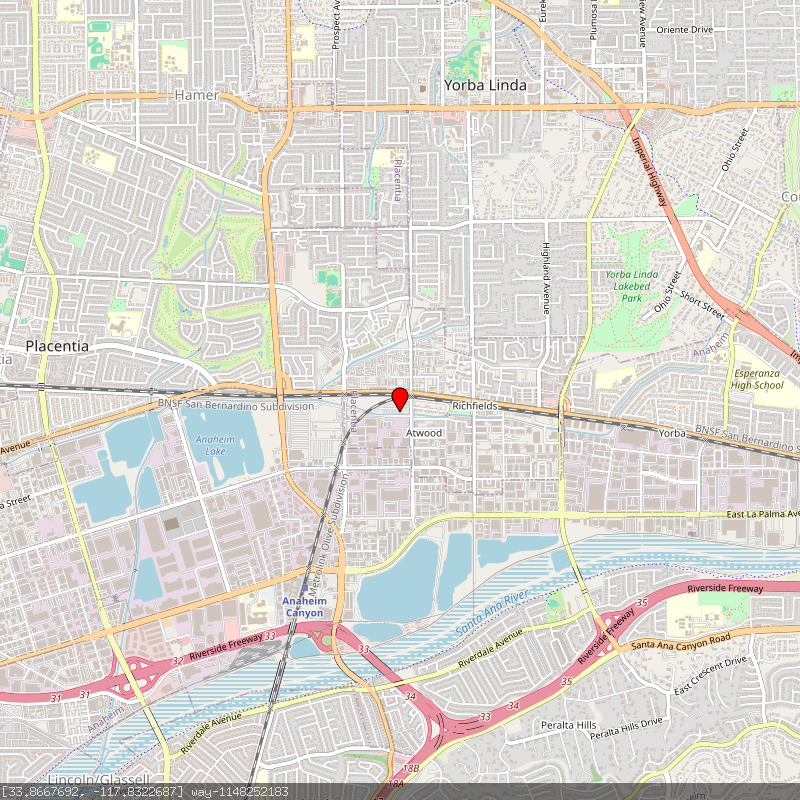 Prospect Av
Eure
Plumosa
New Avenue
Oriente Drive
Yorba Linda
Hamer
Imperial Highway
Ohio Street
Placentia
Highland Avenue
Yorba Linda
Lakebed
Park
Ohio Street
Short Street
Anaheim
Placentia
Esperanza
High School
BNSF San Bernardino Subdivision
Placentia
Richfields
Atwood
Yorba
BNSF San Bernardino S
Avenue
Anaheim
Lake
a Street
Metrolink Olive Subdivision
East La Palma Ave
Anaheim
Canyon
Santa Ana River
Riverside Freeway
35
Riverside Freeway
33
32
31
31
Riverside Freeway
Santa Ana Canyon Road
Riverdale Avenue
East Crescent Drive
35
34
34
33
Anaheim
Riverdale Avenue
Peralta Hills
Peralta Hills Drive
18B
18A
Lincoln/Glassell
[33.8667692, -117.8322687] way-1148252183